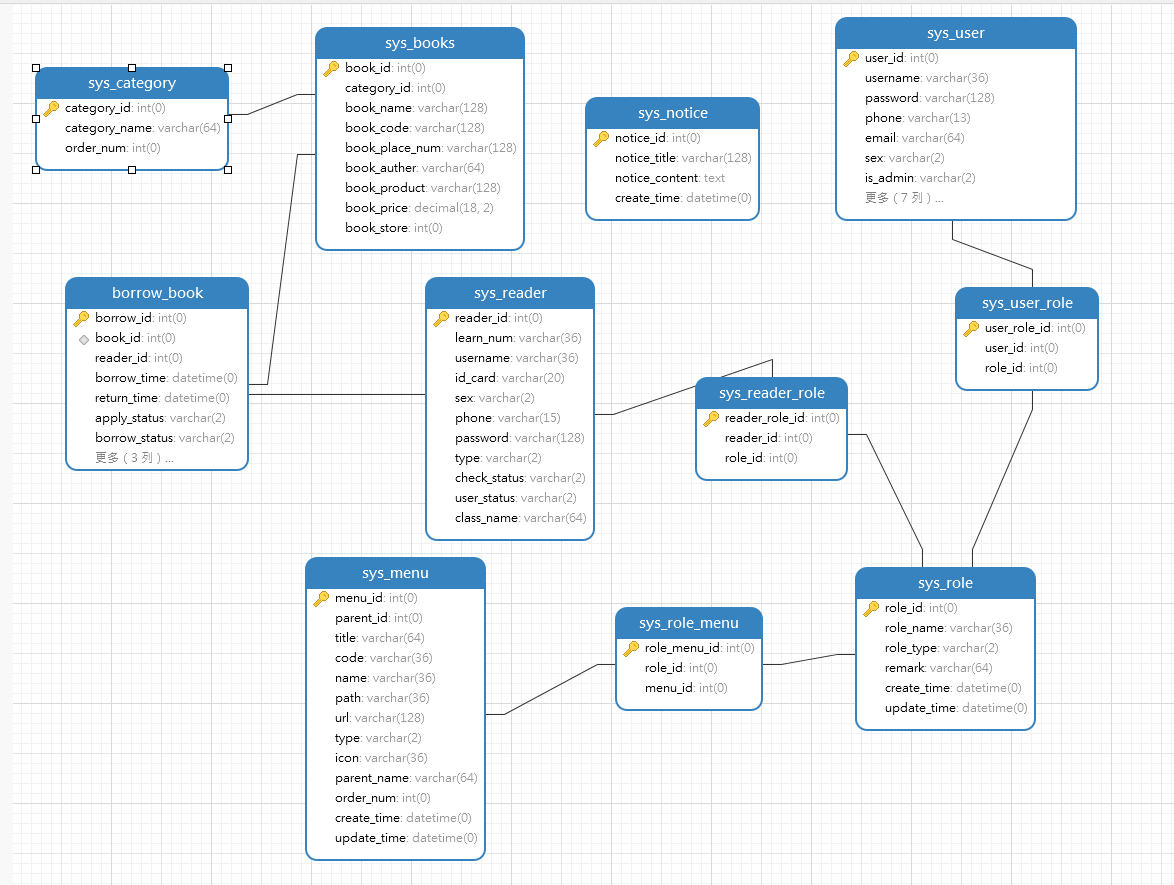 sys_category
category_id: int(0)
category_name: varchar(64)
order_num: int(0)
sys_books
book_id: int(0)
category_id: int(0)
book_name: varchar(128)
book_code: varchar(128)
book_place_num: varchar(128)
book_auther: varchar(64)
book_product: varchar(128)
book_price: decimal(18, 2)
book_store: int(0)
sys_notice
notice_id: int(0)
notice_title: varchar(128)
notice_content: text
create_time: datetime(0)
sys_user
user_id: int(0)
username: varchar(36)
password: varchar(128)
phone: varchar(13)
email: varchar(64)
sex: varchar(2)
is_admin: varchar(2)
更多（7 列）...
borrow_book
borrow_id: int(0)
book_id: int(0)
reader_id: int(0)
borrow_time: datetime(0)
return_time: datetime(0)
apply_status: varchar(2)
borrow_status: varchar(2)
更多（3 列）...
sys_reader
reader_id: int(0)
learn_num: varchar(36)
username: varchar(36)
id_card: varchar(20)
sex: varchar(2)
phone: varchar(15)
password: varchar(128)
type: varchar(2)
check_status: varchar(2)
user_status: varchar(2)
class_name: varchar(64)
sys_reader_role
reader_role_id: int(0)
reader_id: int(0)
role_id: int(0)
sys_user_role
user_role_id: int(0)
user_id: int(0)
role_id: int(0)
sys_menu
menu_id: int(0)
parent_id: int(0)
title: varchar(64)
code: varchar(36)
name: varchar(36)
path: varchar(36)
url: varchar(128)
type: varchar(2)
icon: varchar(36)
parent_name: varchar(64)
order_num: int(0)
create_time: datetime(0)
update_time: datetime(0)
sys_role_menu
role_menu_id: int(0)
role_id: int(0)
menu_id: int(0)
sys_role
role_id: int(0)
role_name: varchar(36)
role_type: varchar(2)
remark: varchar(64)
create_time: datetime(0)
update_time: datetime(0)